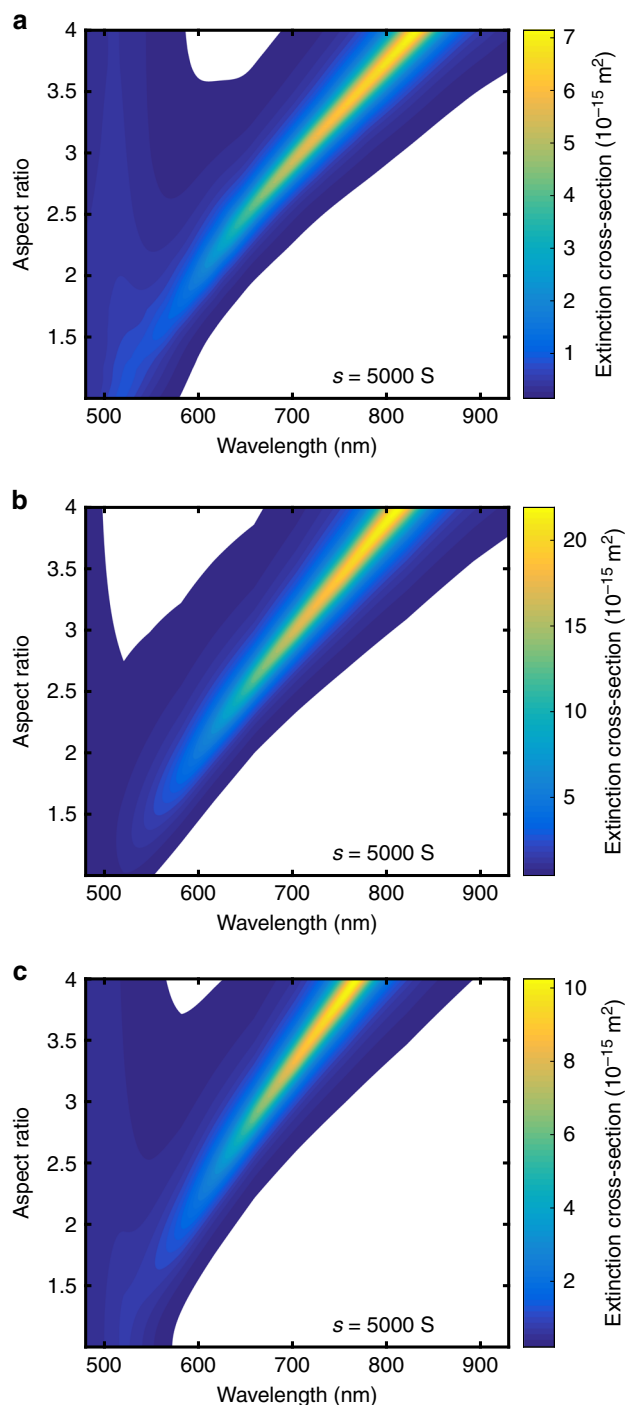 a
4
3.5
3
2.5
2
1.5
Aspect ratio
500 600 700 800 900
Wavelength (nm)
s = 5000 S
7
6
5
4
3
2
1
Extinction cross-section (10⁻¹⁵ m²)
b
4
3.5
3
2.5
2
1.5
Aspect ratio
500 600 700 800 900
Wavelength (nm)
s = 5000 S
20
15
10
5
Extinction cross-section (10⁻¹⁵ m²)
c
4
3.5
3
2.5
2
1.5
Aspect ratio
500 600 700 800 900
Wavelength (nm)
s = 5000 S
10
8
6
4
2
Extinction cross-section (10⁻¹⁵ m²)